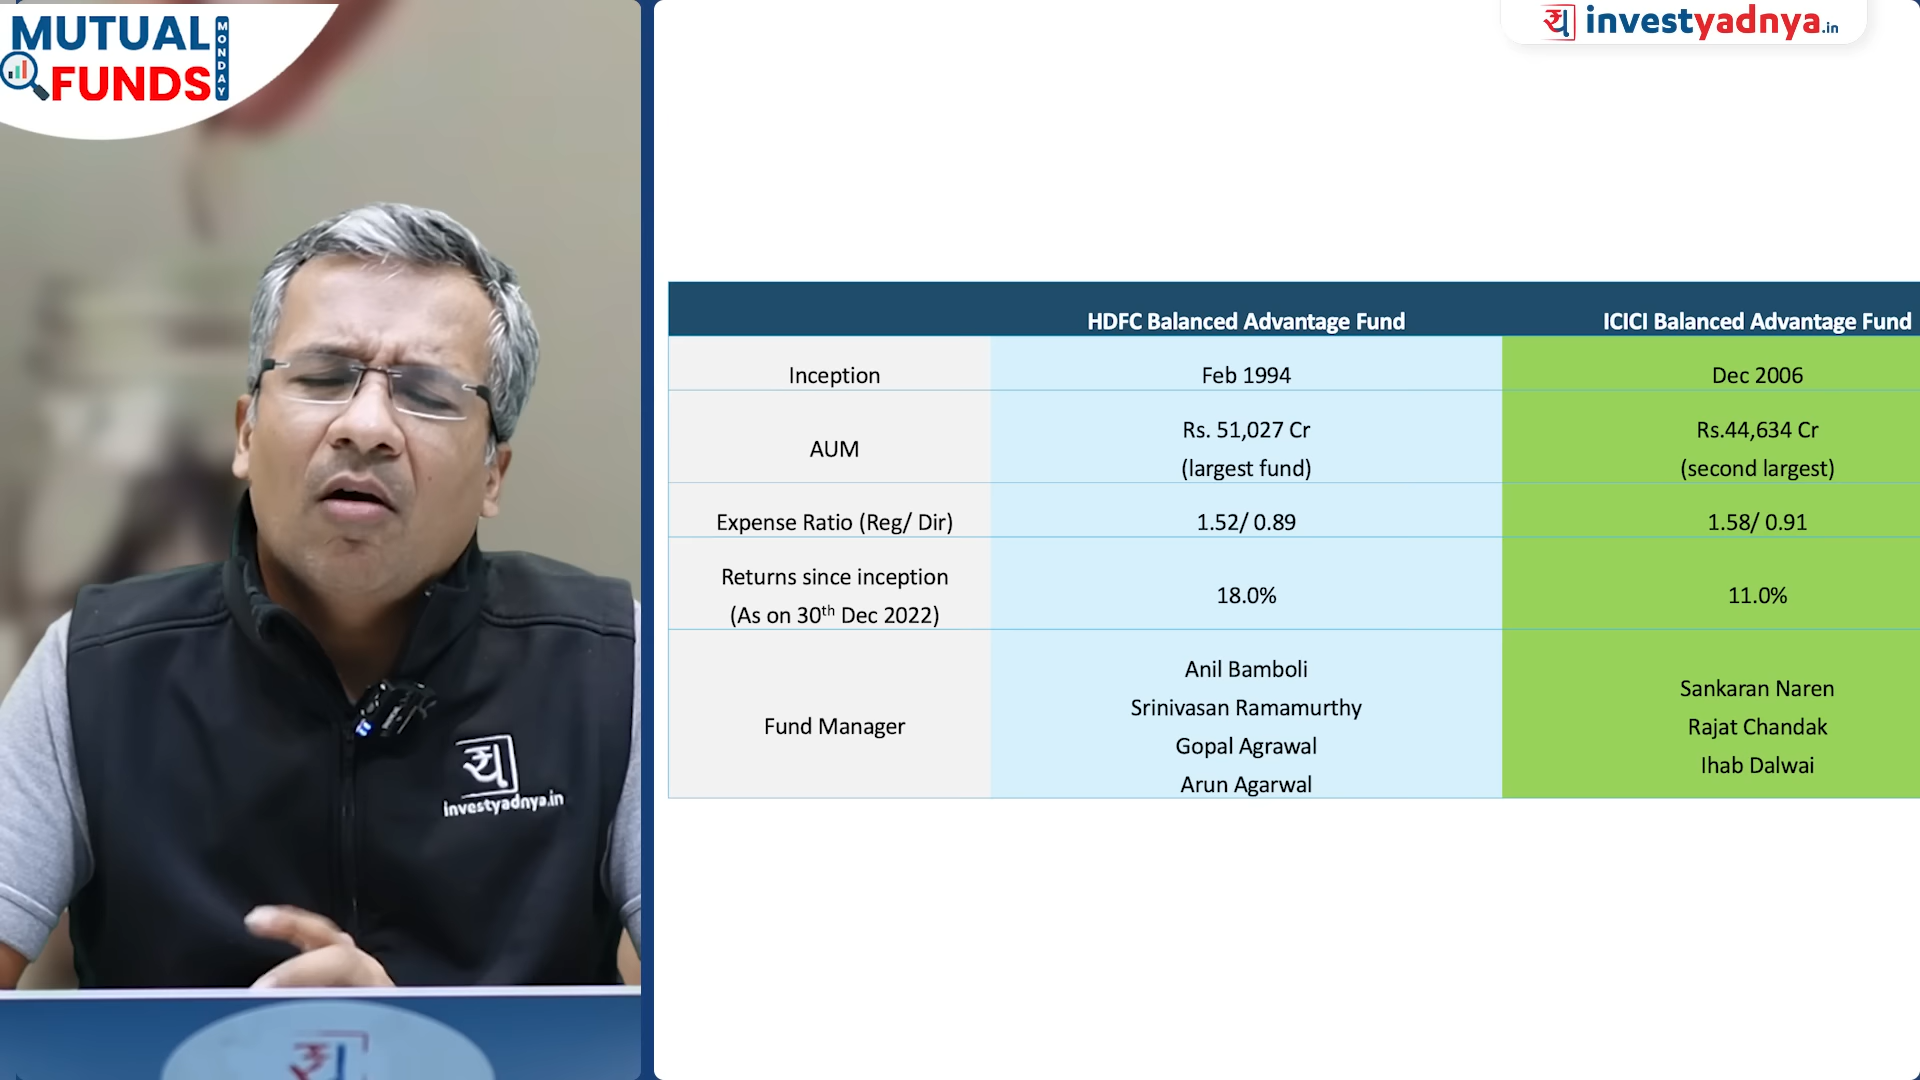 MUTUAL
FUNDS
MONDAY
investyadnya.in
HDFC Balanced Advantage Fund
ICICI Balanced Advantage Fund
Inception
Feb 1994
Dec 2006
AUM
Rs. 51,027 Cr
(largest fund)
Rs.44,634 Cr
(second largest)
Expense Ratio (Reg/ Dir)
1.52/ 0.89
1.58/ 0.91
Returns since inception
(As on 30th Dec 2022)
18.0%
11.0%
Fund Manager
Anil Bamboli
Srinivasan Ramamurthy
Gopal Agrawal
Arun Agarwal
Sankaran Naren
Rajat Chandak
Ihab Dalwai
investyadnya.in